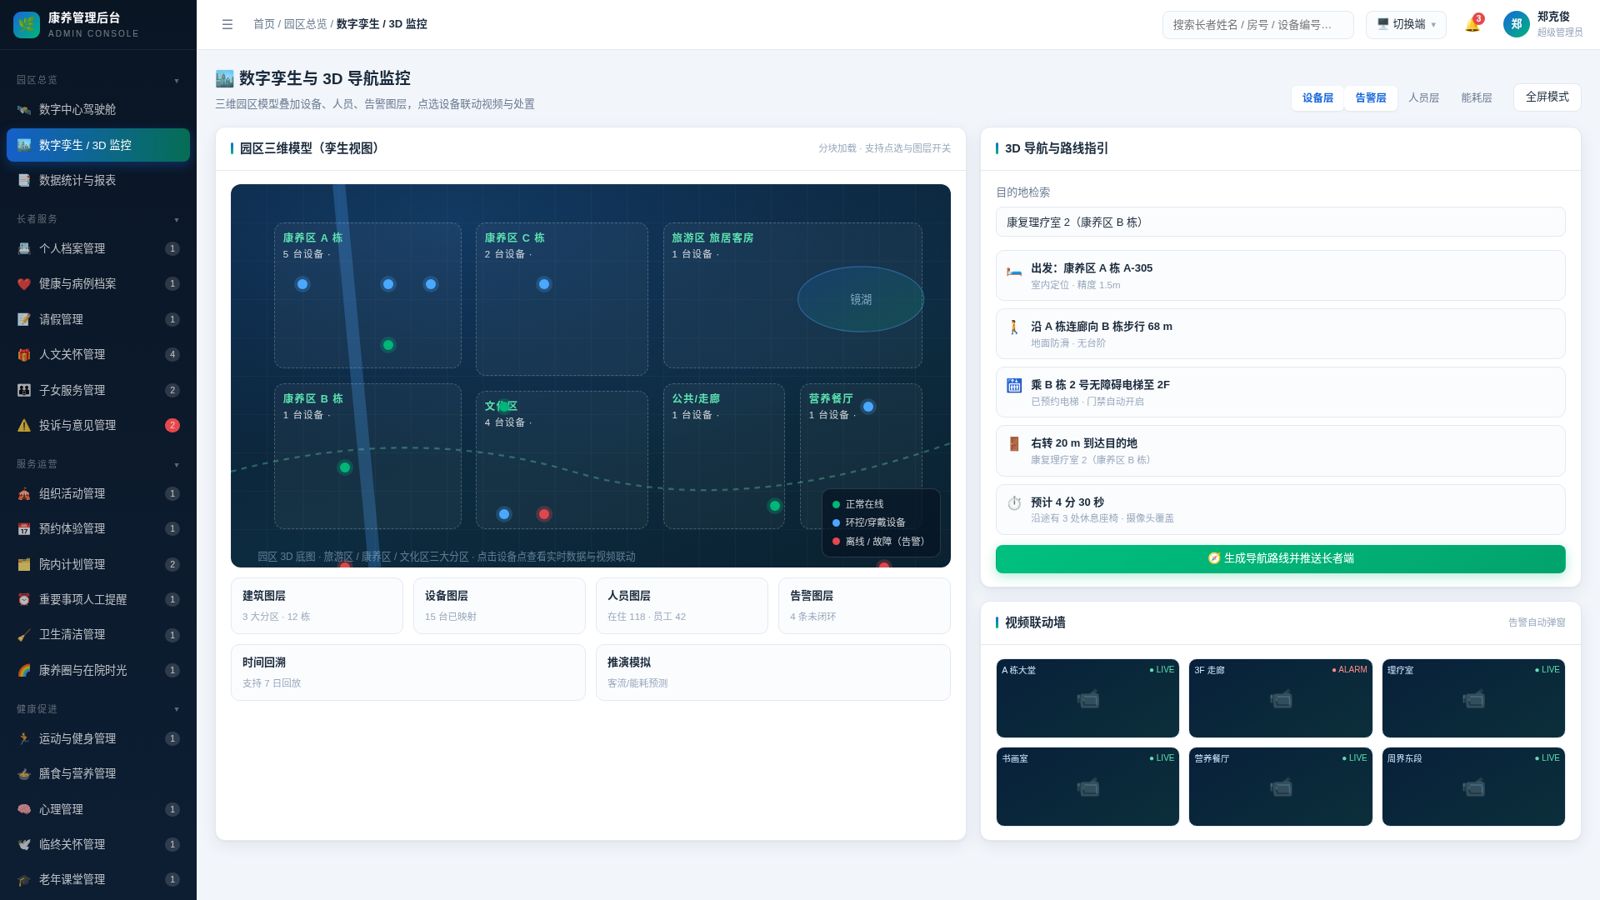 康养管理后台
ADMIN CONSOLE
园区总览
数字中心驾驶舱
数字孪生 / 3D 监控
数据统计与报表
长者服务
个人档案管理 1
健康与病例档案 1
请假管理 1
人文关怀管理 4
子女服务管理 2
投诉与意见管理 2
服务运营
组织活动管理 1
预约体验管理 1
院内计划管理 2
重要事项人工提醒 1
卫生清洁管理 1
康养圈与在院时光 1
健康促进
运动与健身管理 1
膳食与营养管理
心理管理 1
临终关怀管理 1
老年课堂管理 1
首页 / 园区总览 / 数字孪生 / 3D 监控
搜索长者姓名 / 房号 / 设备编号…
切换端
3
郑
郑克俊
超级管理员
数字孪生与 3D 导航监控
三维园区模型叠加设备、人员、告警图层，点选设备联动视频与处置
设备层 告警层 人员层 能耗层
全屏模式
园区三维模型（孪生视图）
分块加载 · 支持点选与图层开关
康养区 A 栋
5 台设备 ·
康养区 C 栋
2 台设备 ·
旅游区 旅居客房
1 台设备 ·
镜湖
康养区 B 栋
1 台设备 ·
文化区
4 台设备 ·
公共/走廊
1 台设备 ·
营养餐厅
1 台设备 ·
正常在线
环控/穿戴设备
离线 / 故障（告警）
园区 3D 底图 · 旅游区 / 康养区 / 文化区三大分区 · 点击设备点查看实时数据与视频联动
建筑图层
3 大分区 · 12 栋
设备图层
15 台已映射
人员图层
在住 118 · 员工 42
告警图层
4 条未闭环
时间回溯
支持 7 日回放
推演模拟
客流/能耗预测
3D 导航与路线指引
目的地检索
康复理疗室 2（康养区 B 栋）
出发：康养区 A 栋 A-305
室内定位 · 精度 1.5m
沿 A 栋连廊向 B 栋步行 68 m
地面防滑 · 无台阶
乘 B 栋 2 号无障碍电梯至 2F
已预约电梯 · 门禁自动开启
右转 20 m 到达目的地
康复理疗室 2（康养区 B 栋）
预计 4 分 30 秒
沿途有 3 处休息座椅 · 摄像头覆盖
生成导航路线并推送长者端
视频联动墙
告警自动弹窗
A 栋大堂 ● LIVE
3F 走廊 ● ALARM
理疗室 ● LIVE
书画室 ● LIVE
营养餐厅 ● LIVE
周界东段 ● LIVE